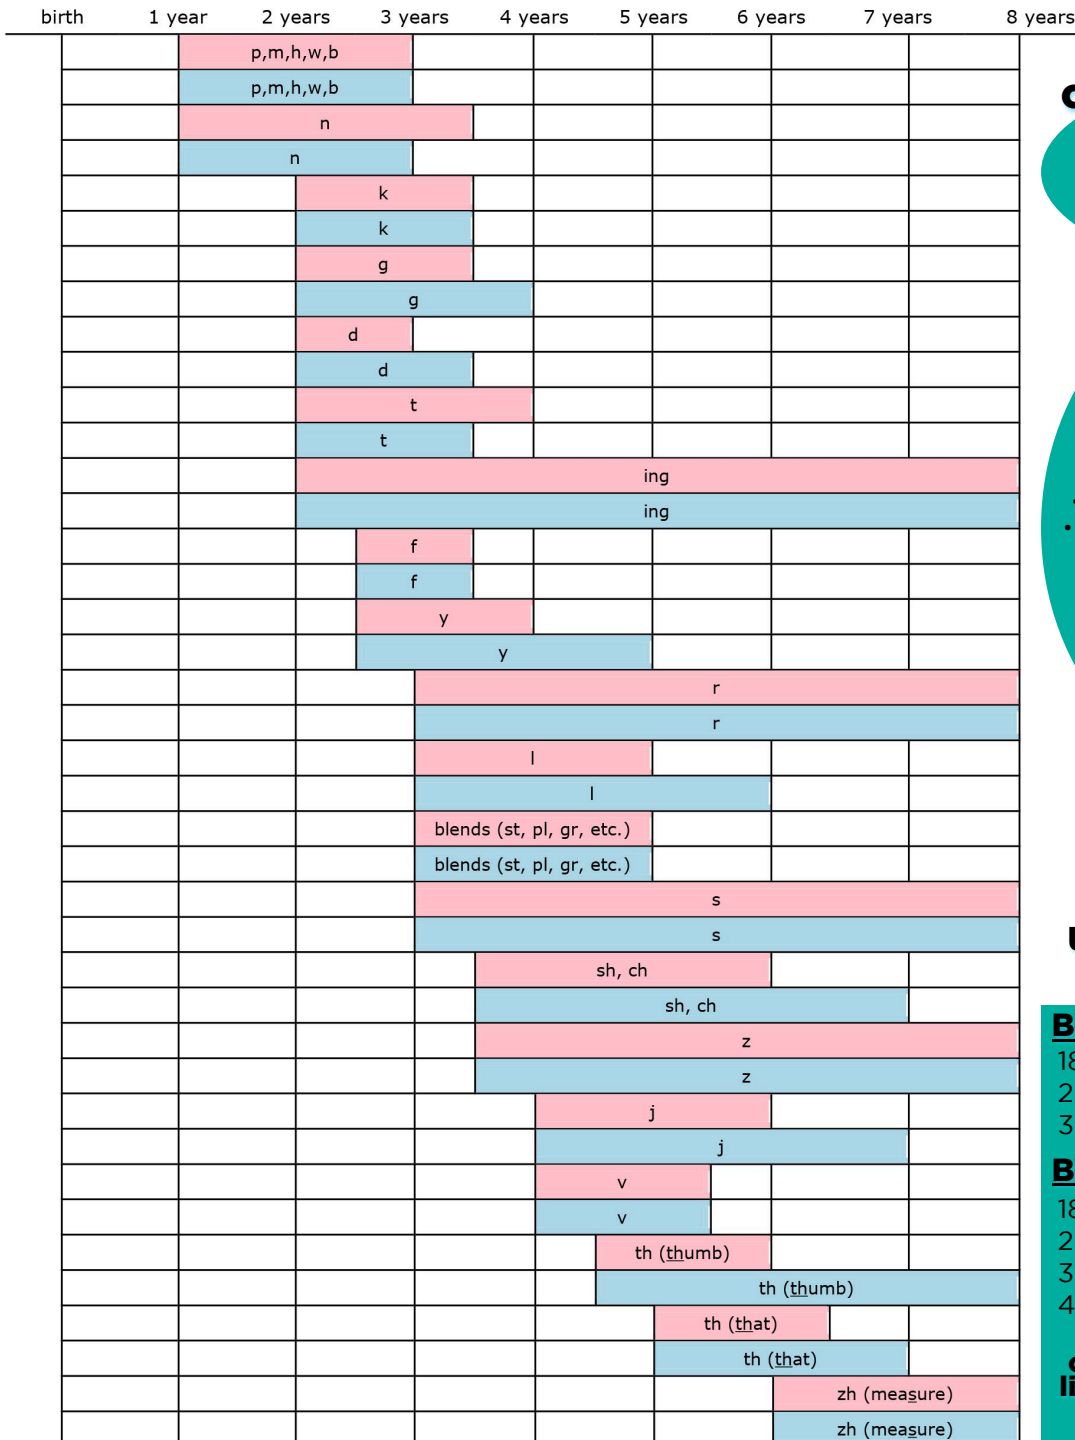 birth 1 year 2 years 3 years 4 years 5 years 6 years 7 years 8 years
p,m,h,w,b
p,m,h,w,b
n
n
k
k
g
g
d
d
t
t
ing
ing
f
f
y
y
r
r
l
l
blends (st, pl, gr, etc.)
blends (st, pl, gr, etc.)
s
s
sh, ch
sh, ch
z
z
j
j
v
v
th (thumb)
th (thumb)
th (that)
th (that)
zh (measure)
zh (measure)